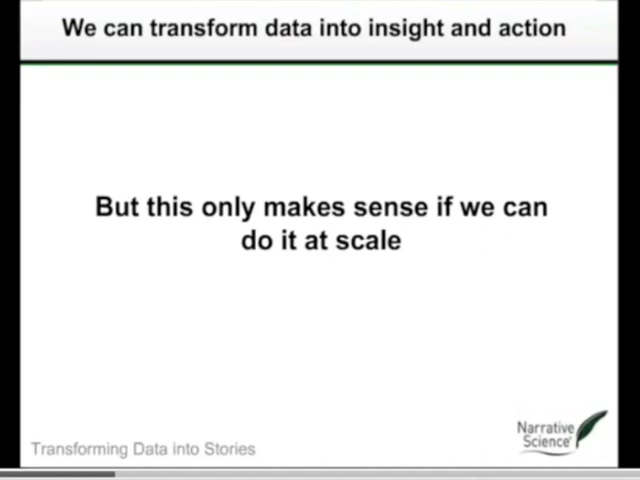 We can transform data into insight and action
But this only makes sense if we can
do it at scale
Transforming Data into Stories
Narrative
Science